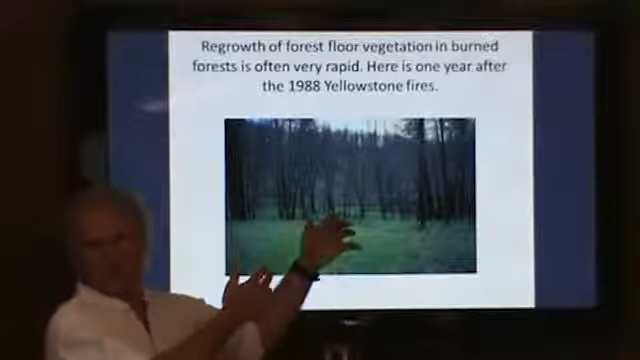 Regrowth of forest floor vegetation in burned
forests is often very rapid. Here is one year after
the 1988 Yellowstone fires.